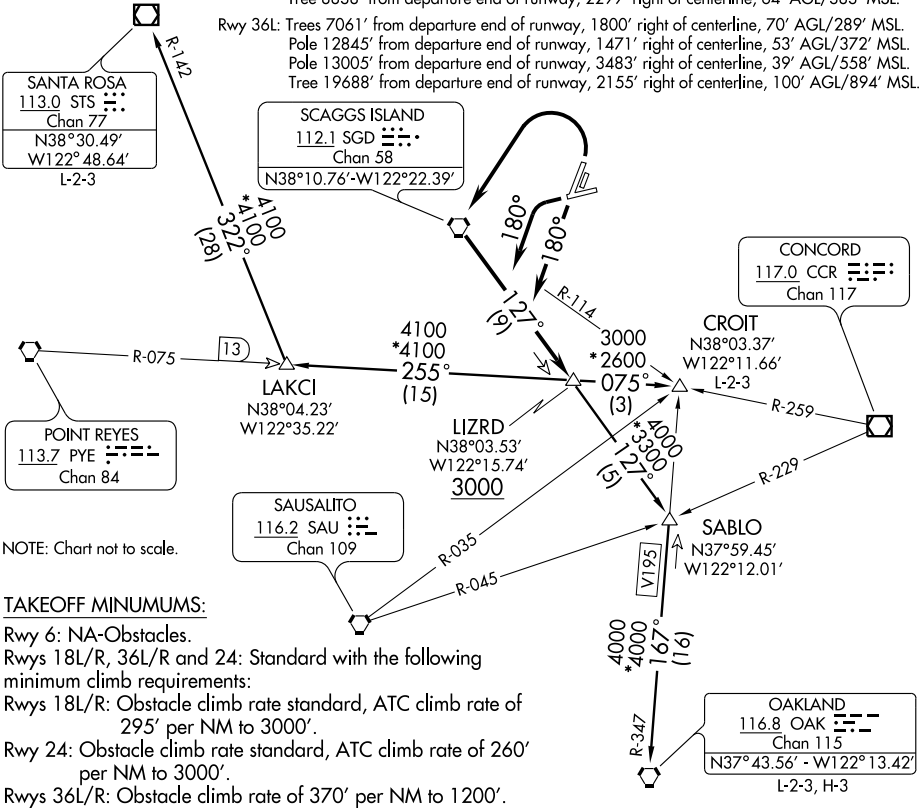 Tree 6636' from departure end of runway, 2299' right of centerline, 64' AGL/383' MSL.
Rwy 36L: Trees 7061' from departure end of runway, 1800' right of centerline, 70' AGL/289' MSL.
Pole 12845' from departure end of runway, 1471' right of centerline, 53' AGL/372' MSL.
Pole 13005' from departure end of runway, 3483' right of centerline, 39' AGL/558' MSL.
Tree 19688' from departure end of runway, 2155' right of centerline, 100' AGL/894' MSL.
R-142
SANTA ROSA
113.0 STS
Chan 77
N38°30.49'
W122°48.64'
L-2-3
SCAGGS ISLAND
112.1 SGD
Chan 58
N38°10.76'-W122°22.39'
180°
180°
4100
*4100
322°
(28)
CONCORD
117.0 CCR
Chan 117
127°
(9)
R-114
CROIT
N38°03.37'
W122°11.66'
L-2-3
3000
*2600
075°
(3)
4100
*4100
255°
(15)
R-075
13
LAKCI
N38°04.23'
W122°35.22'
R-259
LIZRD
N38°03.53'
W122°15.74'
3000
4000
*3300
127°
(5)
POINT REYES
113.7 PYE
Chan 84
R-229
SAUSALITO
116.2 SAU
Chan 109
R-035
R-045
SABLO
N37°59.45'
W122°12.01'
NOTE: Chart not to scale.
V195
4000
*4000
167°
(16)
R-347
OAKLAND
116.8 OAK
Chan 115
N37°43.56' - W122°13.42'
L-2-3, H-3
TAKEOFF MINUMUMS:
Rwy 6: NA-Obstacles.
Rwys 18L/R, 36L/R and 24: Standard with the following
minimum climb requirements:
Rwys 18L/R: Obstacle climb rate standard, ATC climb rate of
295' per NM to 3000'.
Rwy 24: Obstacle climb rate standard, ATC climb rate of 260'
per NM to 3000'.
Rwys 36L/R: Obstacle climb rate of 370' per NM to 1200'.